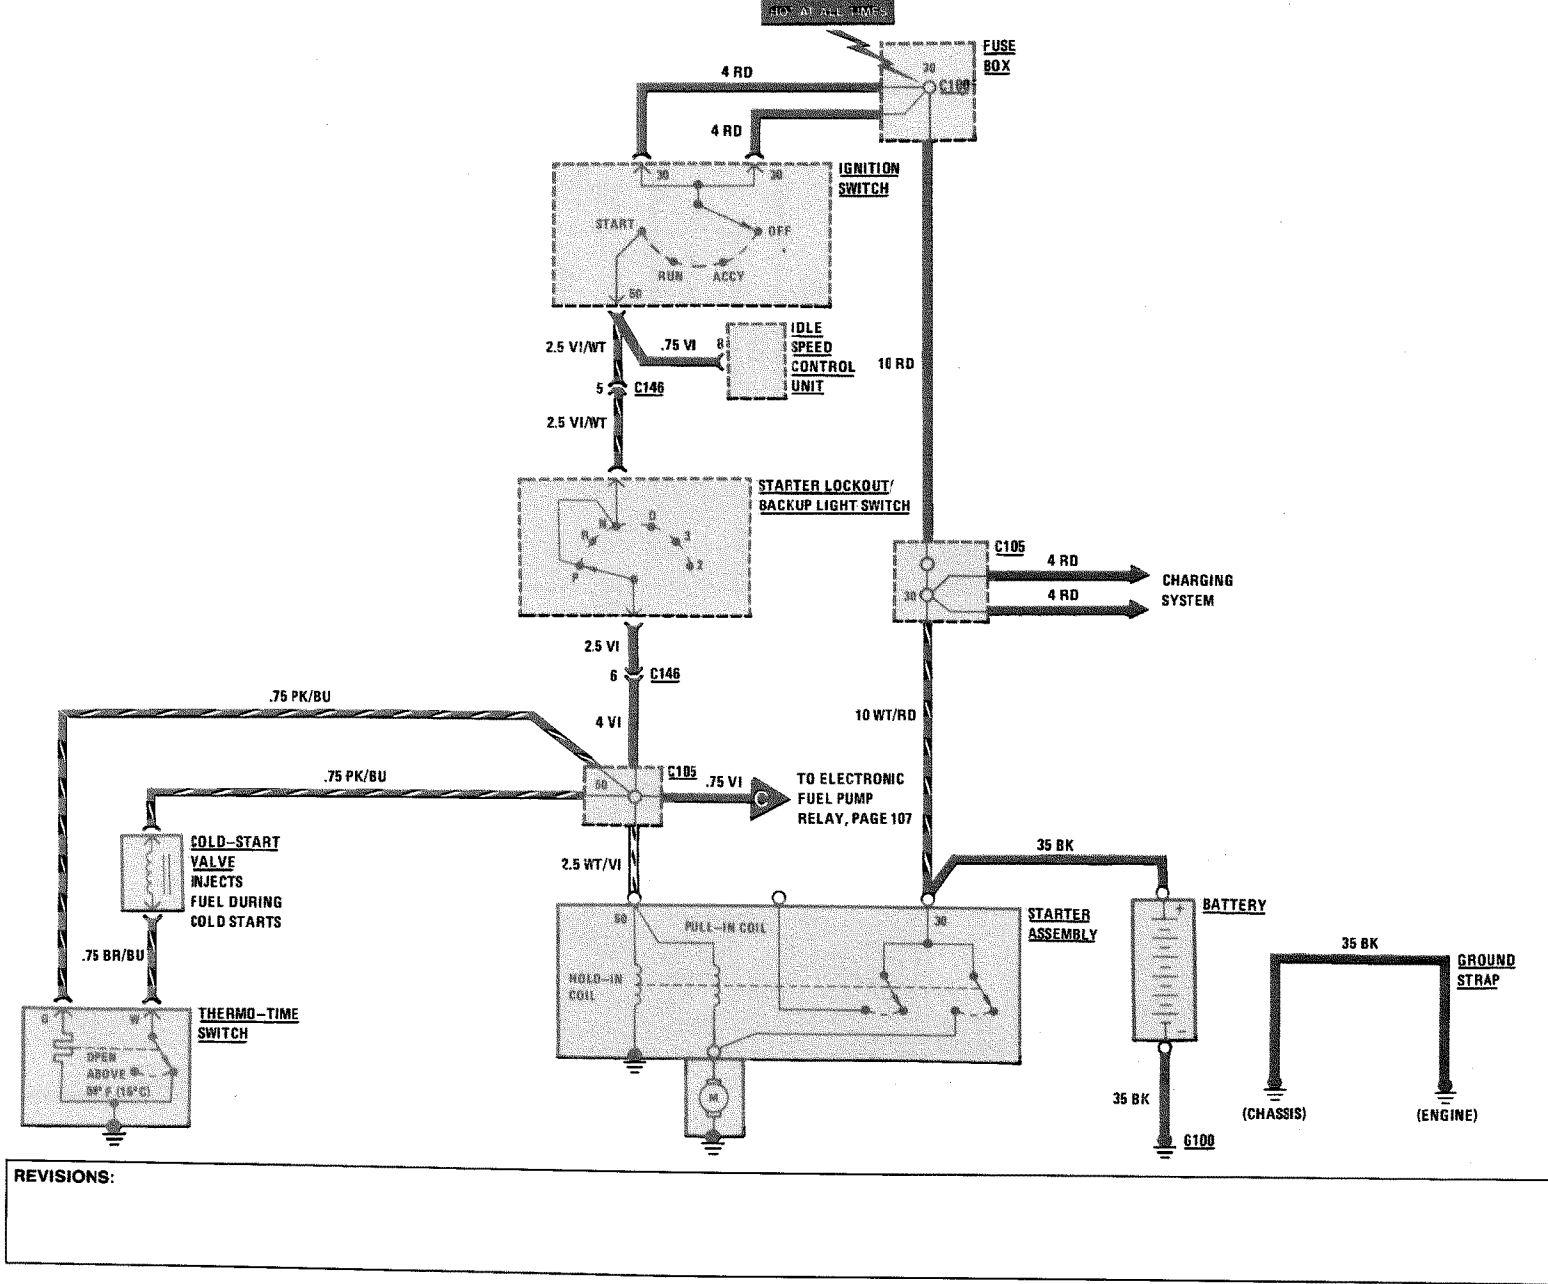 HOT AT ALL TIMES
FUSE
BOX
30
C100
4 RD
4 RD
IGNITION
SWITCH
30
30
START
OFF
RUN
ACCY
50
2.5 VI/WT
.75 VI
8
IDLE
SPEED
CONTROL
UNIT
10 RD
5
C146
2.5 VI/WT
STARTER LOCKOUT/
BACKUP LIGHT SWITCH
N
D
R
3
P
2
C105
30
4 RD
4 RD
CHARGING
SYSTEM
2.5 VI
6
C146
.75 PK/BU
4 VI
10 WT/RD
.75 PK/BU
C105
50
.75 VI
C
TO ELECTRONIC
FUEL PUMP
RELAY, PAGE 107
COLD-START
VALVE
INJECTS
FUEL DURING
COLD STARTS
2.5 WT/VI
35 BK
BATTERY
+
-
50
PULL-IN COIL
30
STARTER
ASSEMBLY
HOLD-IN
COIL
M
.75 BR/BU
THERMO-TIME
SWITCH
G
W
OPEN
ABOVE
59° F (15°C)
35 BK
GROUND
STRAP
35 BK
G100
(CHASSIS)
(ENGINE)
REVISIONS: